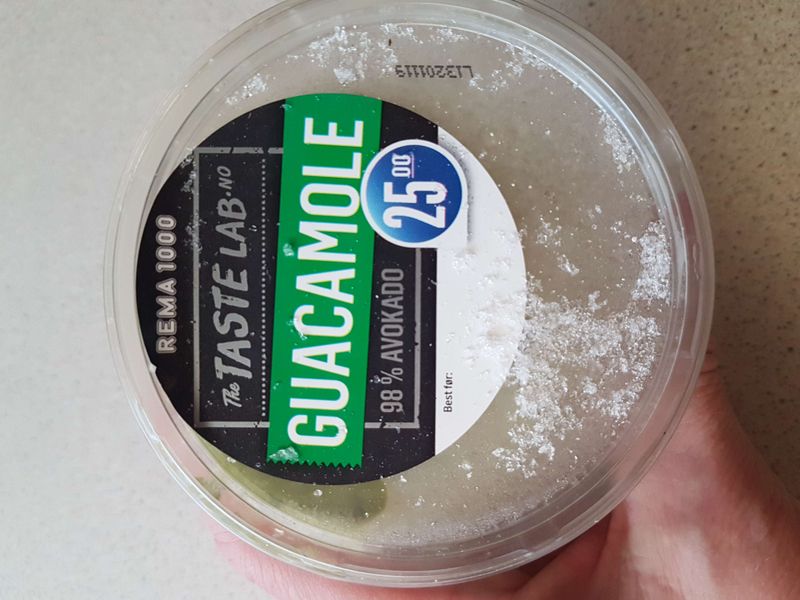 REMA 1000
The TASTE LAB.NO
GUACAMOLE
25 00
98 % AVOKADO
Best før:
L13201119